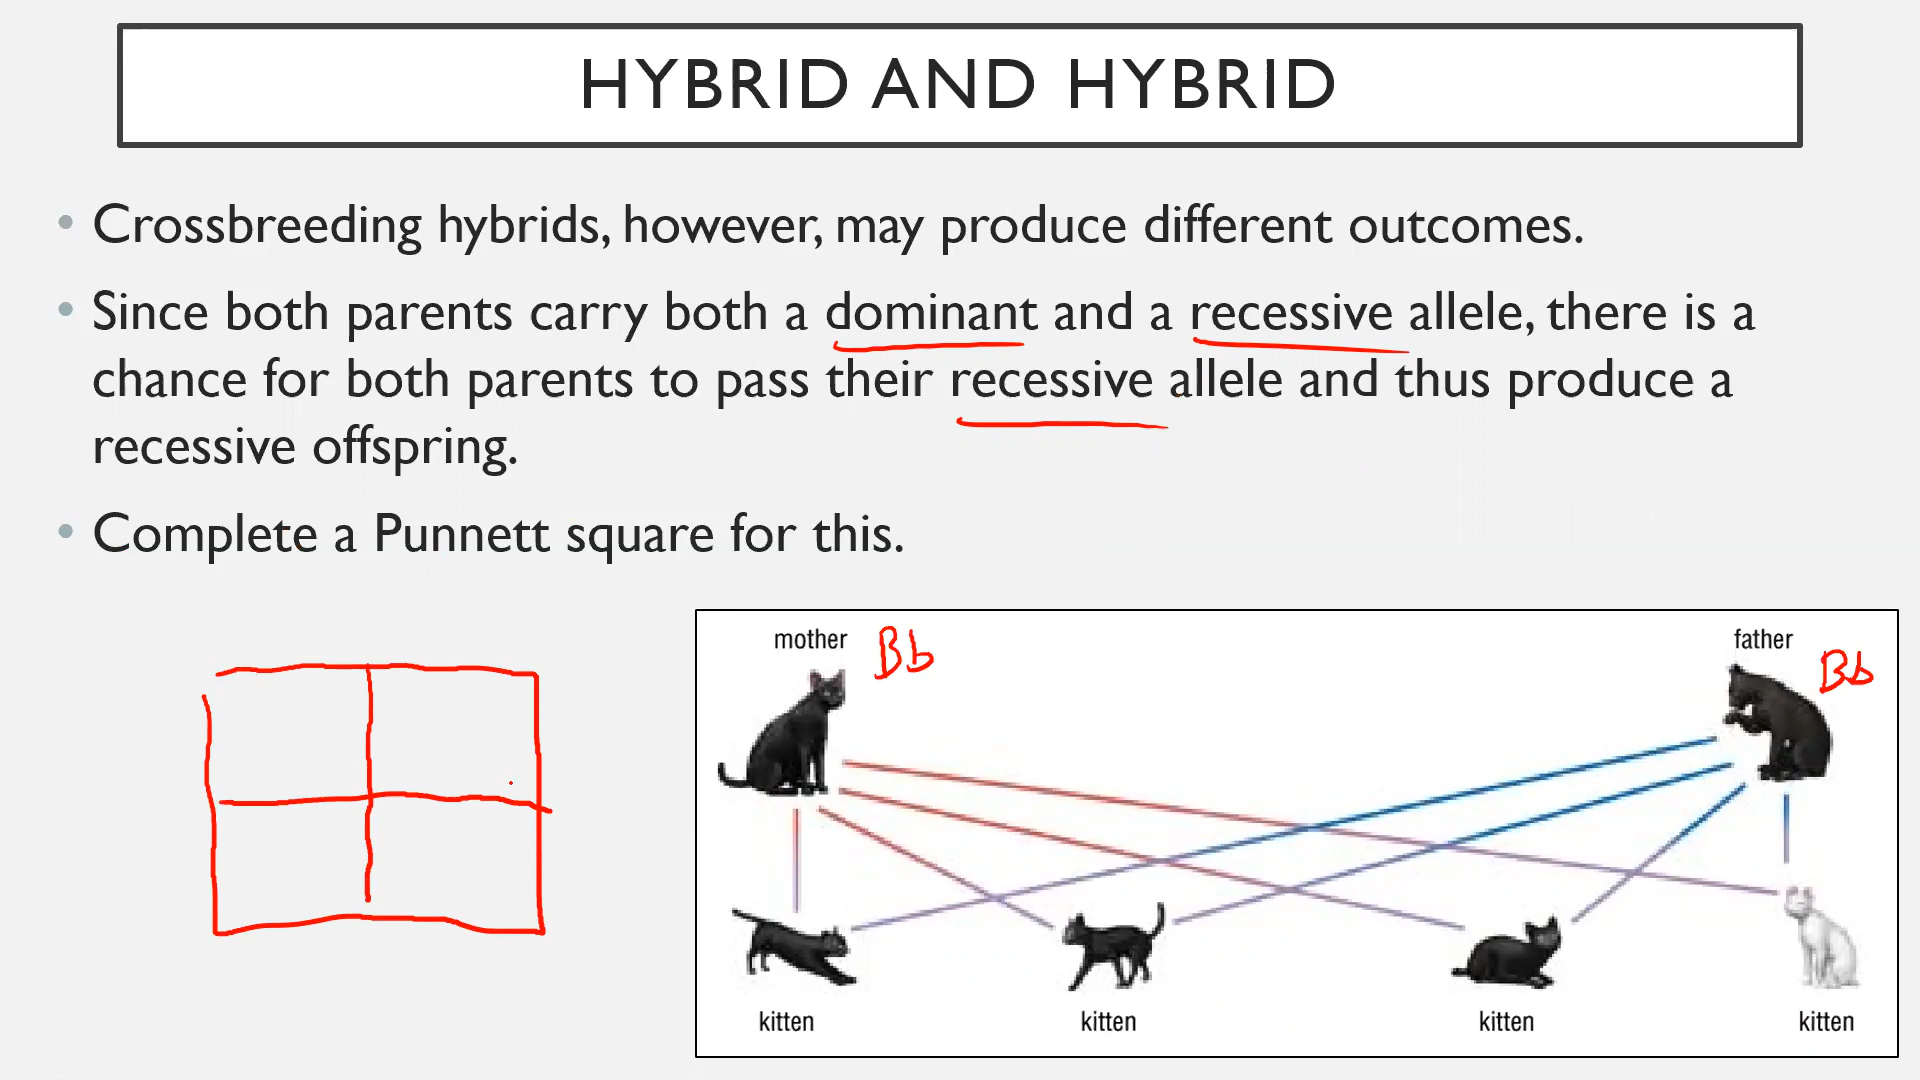 HYBRID AND HYBRID
• Crossbreeding hybrids, however, may produce different outcomes.
• Since both parents carry both a dominant and a recessive allele, there is a
chance for both parents to pass their recessive allele and thus produce a
recessive offspring.
• Complete a Punnett square for this.
mother Bb
father Bb
kitten kitten kitten kitten